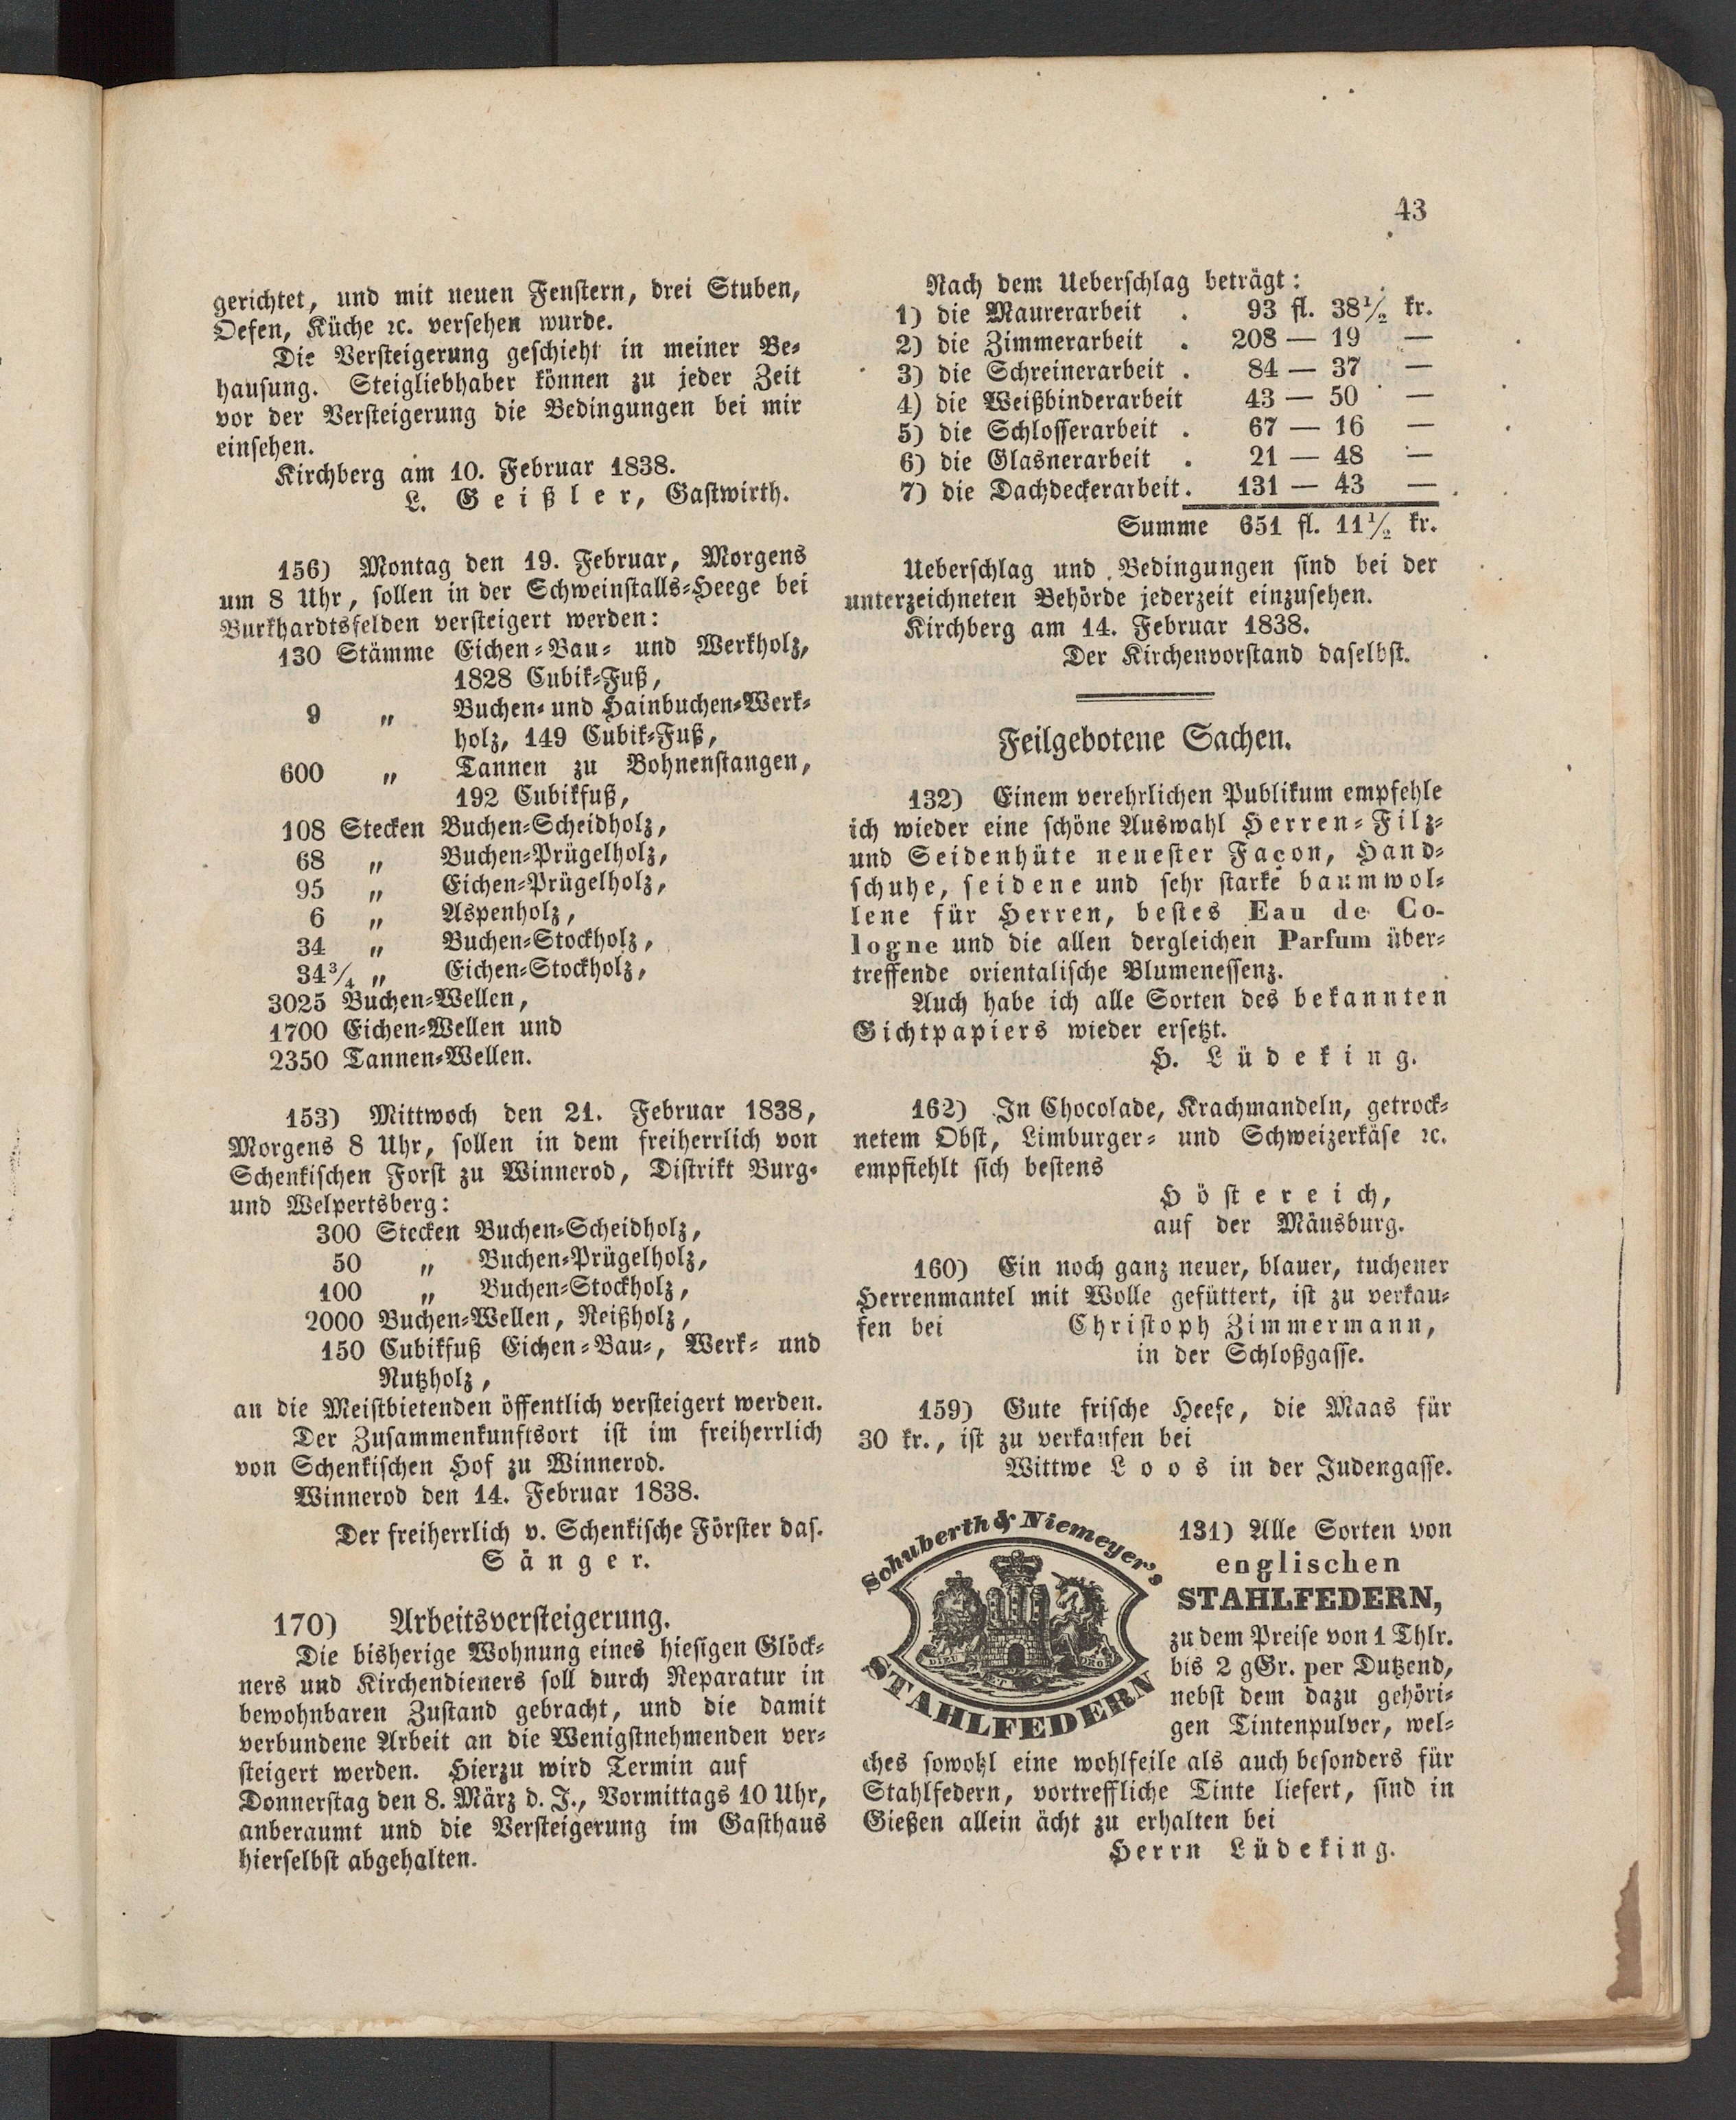 43
gerichtet, und mit neuen Fenstern, drei Stuben,
Oefen, Küche ꝛc. versehen wurde.
Die Versteigerung geschieht in meiner Be-
hausung. Steigliebhaber können zu jeder Zeit
vor der Versteigerung die Bedingungen bei mir
einsehen.
Kirchberg am 10. Februar 1838.
L. Geißler, Gastwirth.
156) Montag den 19. Februar, Morgens
um 8 Uhr, sollen in der Schweinstalls-Heege bei
Burkhardtsfelden versteigert werden:
130 Stämme Eichen-Bau- und Werkholz,
1828 Cubik-Fuß,
9 „ Buchen- und Hainbuchen-Werk-
holz, 149 Cubik-Fuß,
600 „ Tannen zu Bohnenstangen,
192 Cubikfuß,
108 Stecken Buchen-Scheidholz,
68 „ Buchen-Prügelholz,
95 „ Eichen-Prügelholz,
6 „ Aspenholz,
34 „ Buchen-Stockholz,
34¾ „ Eichen-Stockholz,
3025 Buchen-Wellen,
1700 Eichen-Wellen und
2350 Tannen-Wellen.
153) Mittwoch den 21. Februar 1838,
Morgens 8 Uhr, sollen in dem freiherrlich von
Schenkischen Forst zu Winnerod, Distrikt Burg-
und Welpertsberg:
300 Stecken Buchen-Scheidholz,
50 „ Buchen-Prügelholz,
100 „ Buchen-Stockholz,
2000 Buchen-Wellen, Reißholz,
150 Cubikfuß Eichen-Bau-, Werk- und
Nutzholz,
an die Meistbietenden öffentlich versteigert werden.
Der Zusammenkunftsort ist im freiherrlich
von Schenkischen Hof zu Winnerod.
Winnerod den 14. Februar 1838.
Der freiherrlich v. Schenkische Förster das.
Sänger.
170) Arbeitsversteigerung.
Die bisherige Wohnung eines hiesigen Glöck-
ners und Kirchendieners soll durch Reparatur in
bewohnbaren Zustand gebracht, und die damit
verbundene Arbeit an die Wenigstnehmenden ver-
steigert werden. Hierzu wird Termin auf
Donnerstag den 8. März d. J., Vormittags 10 Uhr,
anberaumt und die Versteigerung im Gasthaus
hierselbst abgehalten.
Nach dem Ueberschlag beträgt:
1) die Maurerarbeit . 93 fl. 38½ kr.
2) die Zimmerarbeit . 208 — 19 —
3) die Schreinerarbeit . 84 — 37 —
4) die Weißbinderarbeit 43 — 50 —
5) die Schlosserarbeit . 67 — 16 —
6) die Glasnerarbeit . 21 — 48 —
7) die Dachdeckerarbeit . 131 — 43 —
Summe 651 fl. 11½ kr.
Ueberschlag und Bedingungen sind bei der
unterzeichneten Behörde jederzeit einzusehen.
Kirchberg am 14. Februar 1838.
Der Kirchenvorstand daselbst.
Feilgebotene Sachen.
132) Einem verehrlichen Publikum empfehle
ich wieder eine schöne Auswahl Herren-Filz-
und Seidenhüte neuester Façon, Hand-
schuhe, seidene und sehr starke baumwol-
lene für Herren, bestes Eau de Co-
logne und die allen dergleichen Parfum über-
treffende orientalische Blumenessenz.
Auch habe ich alle Sorten des bekannten
Gichtpapiers wieder ersetzt.
H. Lüdeking.
162) In Chocolade, Krachmandeln, getrock-
netem Obst, Limburger- und Schweizerkäse ꝛc.
empfiehlt sich bestens
Höstereich,
auf der Mäusburg.
160) Ein noch ganz neuer, blauer, tuchener
Herrenmantel mit Wolle gefüttert, ist zu verkau-
fen bei Christoph Zimmermann,
in der Schloßgasse.
159) Gute frische Heefe, die Maas für
30 kr., ist zu verkaufen bei
Wittwe Loos in der Judengasse.
Schuberth & Niemeyer's
DIEU ET MON DROIT
STAHLFEDERN
131) Alle Sorten von
englischen
STAHLFEDERN,
zu dem Preise von 1 Thlr.
bis 2 gGr. per Dutzend,
nebst dem dazu gehöri-
gen Tintenpulver, wel-
ches sowohl eine wohlfeile als auch besonders für
Stahlfedern, vortreffliche Tinte liefert, sind in
Gießen allein ächt zu erhalten bei
Herrn Lüdeking.